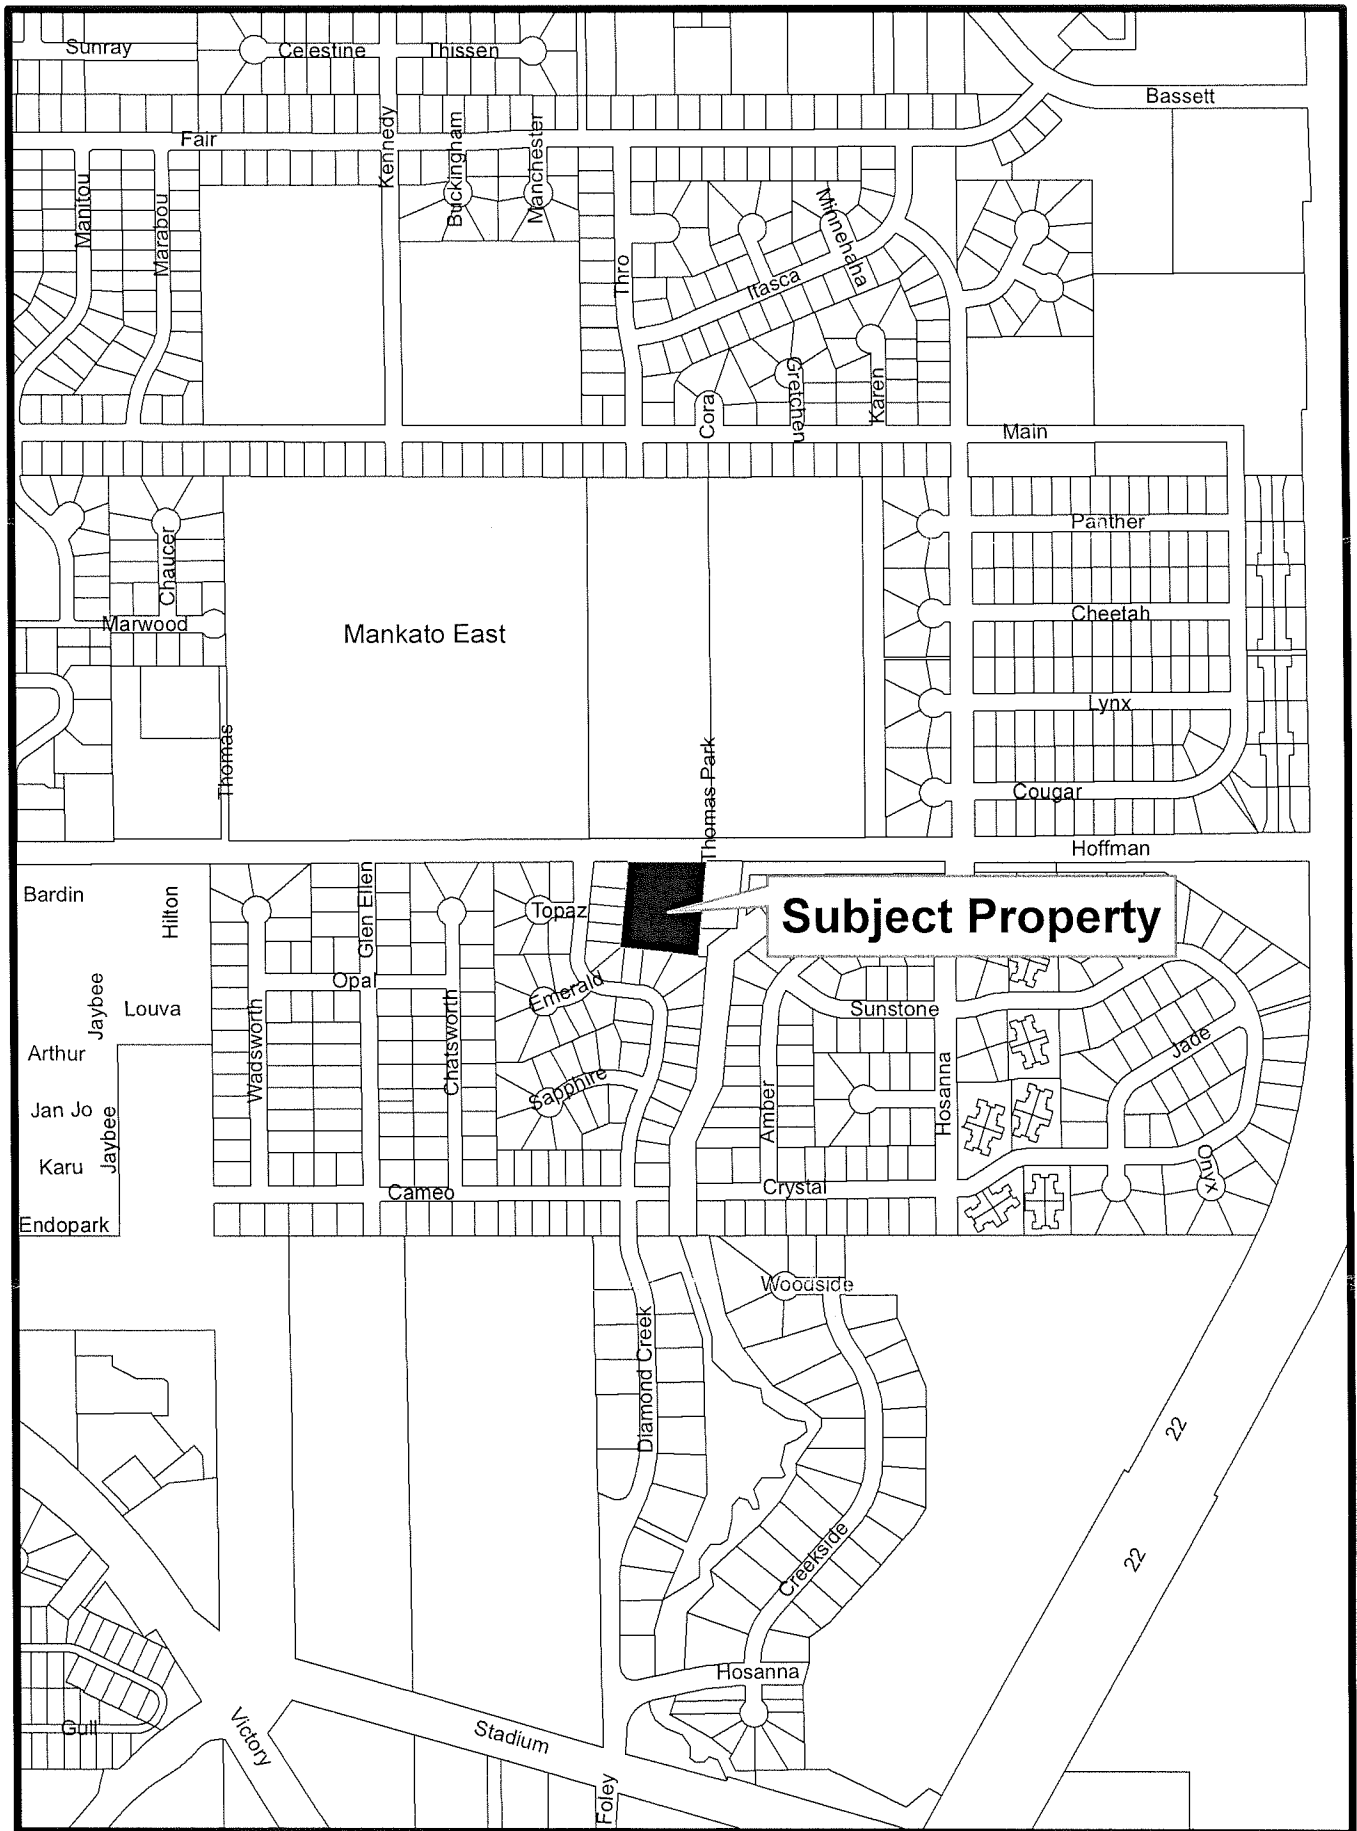 Sunray
Celestine
Thissen
Bassett
Fair
Kennedy
Buckingham
Manchester
Manitou
Marabou
Minnehaha
Thro
Itasca
Cora
Gretchen
Karen
Main
Panther
Chaucer
Cheetah
Marwood
Mankato East
Lynx
Thomas
Thomas Park
Cougar
Hoffman
Bardin
Hilton
Glen Ellen
Topaz
Subject Property
Opal
Emerald
Jaybee
Louva
Wadsworth
Chatsworth
Sunstone
Arthur
Jade
Sapphire
Hosanna
Jan Jo
Jaybee
Amber
Karu
Onyx
Cameo
Crystal
Endopark
Woodside
Diamond Creek
22
22
Creekside
Hosanna
Gull
Victory
Stadium
Foley